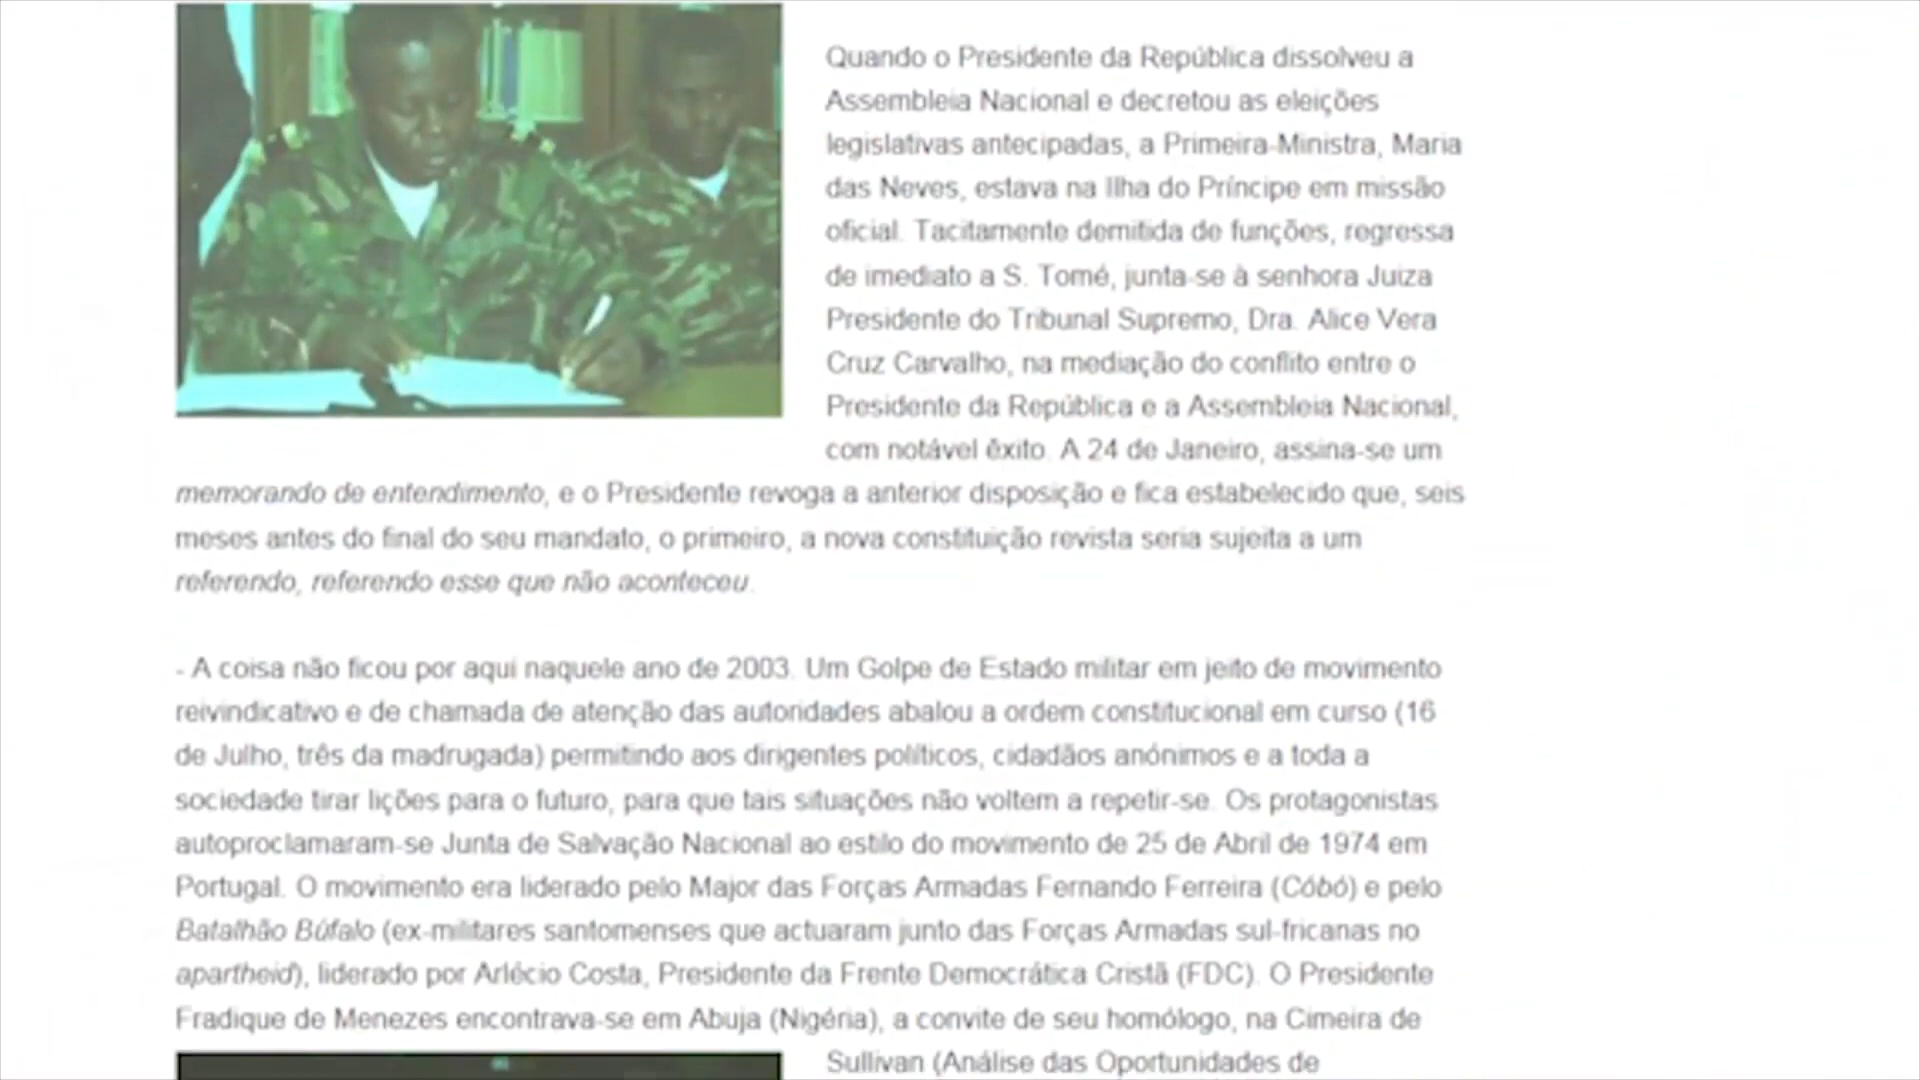 Quando o Presidente da República dissolveu a
Assembleia Nacional e decretou as eleições
legislativas antecipadas, a Primeira-Ministra, Maria
das Neves, estava na Ilha do Príncipe em missão
oficial. Tacitamente demitida de funções, regressa
de imediato a S. Tomé, junta-se à senhora Juiza
Presidente do Tribunal Supremo, Dra. Alice Vera
Cruz Carvalho, na mediação do conflito entre o
Presidente da República e a Assembleia Nacional,
com notável êxito. A 24 de Janeiro, assina-se um
memorando de entendimento, e o Presidente revoga a anterior disposição e fica estabelecido que, seis
meses antes do final do seu mandato, o primeiro, a nova constituição revista seria sujeita a um
referendo, referendo esse que não aconteceu.
- A coisa não ficou por aqui naquele ano de 2003. Um Golpe de Estado militar em jeito de movimento
reivindicativo e de chamada de atenção das autoridades abalou a ordem constitucional em curso (16
de Julho, três da madrugada) permitindo aos dirigentes políticos, cidadãos anónimos e a toda a
sociedade tirar lições para o futuro, para que tais situações não voltem a repetir-se. Os protagonistas
autoproclamaram-se Junta de Salvação Nacional ao estilo do movimento de 25 de Abril de 1974 em
Portugal. O movimento era liderado pelo Major das Forças Armadas Fernando Ferreira (Cóbó) e pelo
Batalhão Búfalo (ex-militares santomenses que actuaram junto das Forças Armadas sul-fricanas no
apartheid), liderado por Arlécio Costa, Presidente da Frente Democrática Cristã (FDC). O Presidente
Fradique de Menezes encontrava-se em Abuja (Nigéria), a convite de seu homólogo, na Cimeira de
Sullivan (Análise das Oportunidades de